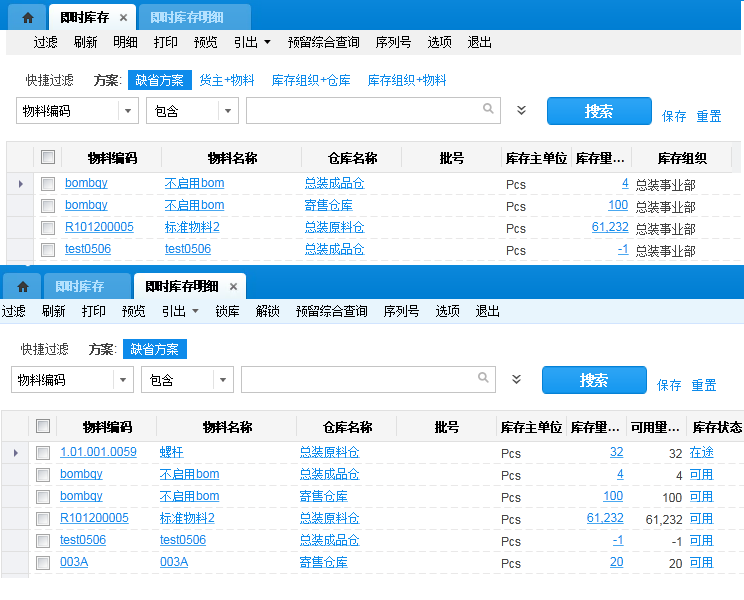 即时库存 × 即时库存明细
过滤 刷新 明细 打印 预览 引出 预留综合查询 序列号 选项 退出
快捷过滤 方案: 缺省方案 货主+物料 库存组织+仓库 库存组织+物料
物料编码 包含 搜索 保存 重置
物料编码 物料名称 仓库名称 批号 库存主单位 库存量... 库存组织
bombgy 不启用bom 总装成品仓 Pcs 4 总装事业部
bombgy 不启用bom 寄售仓库 Pcs 100 总装事业部
R101200005 标准物料2 总装原料仓 Pcs 61,232 总装事业部
test0506 test0506 总装成品仓 Pcs -1 总装事业部
即时库存 即时库存明细 ×
过滤 刷新 打印 预览 引出 锁库 解锁 预留综合查询 序列号 选项 退出
快捷过滤 方案: 缺省方案
物料编码 包含 搜索 保存 重置
物料编码 物料名称 仓库名称 批号 库存主单位 库存量... 可用量... 库存状态
1.01.001.0059 螺杆 总装原料仓 Pcs 32 32 在途
bombgy 不启用bom 总装成品仓 Pcs 4 4 可用
bombgy 不启用bom 寄售仓库 Pcs 100 100 可用
R101200005 标准物料2 总装原料仓 Pcs 61,232 61,232 可用
test0506 test0506 总装成品仓 Pcs -1 -1 可用
003A 003A 寄售仓库 Pcs 20 20 可用